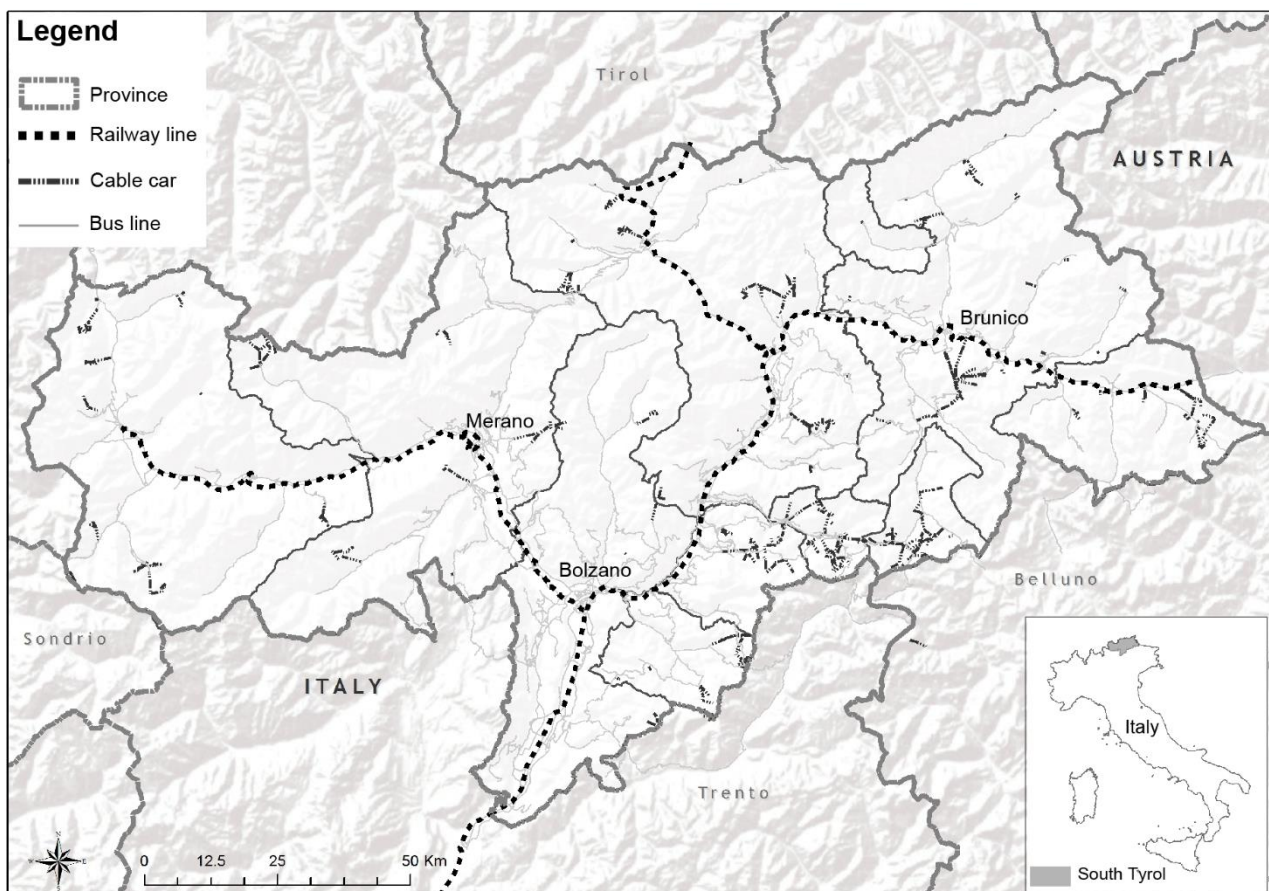 Legend
Province
Railway line
Cable car
Bus line
Tirol
AUSTRIA
Brunico
Merano
Bolzano
Belluno
Sondrio
ITALY
Trento
N
E
S
W
0 12.5 25 50 Km
Italy
South Tyrol